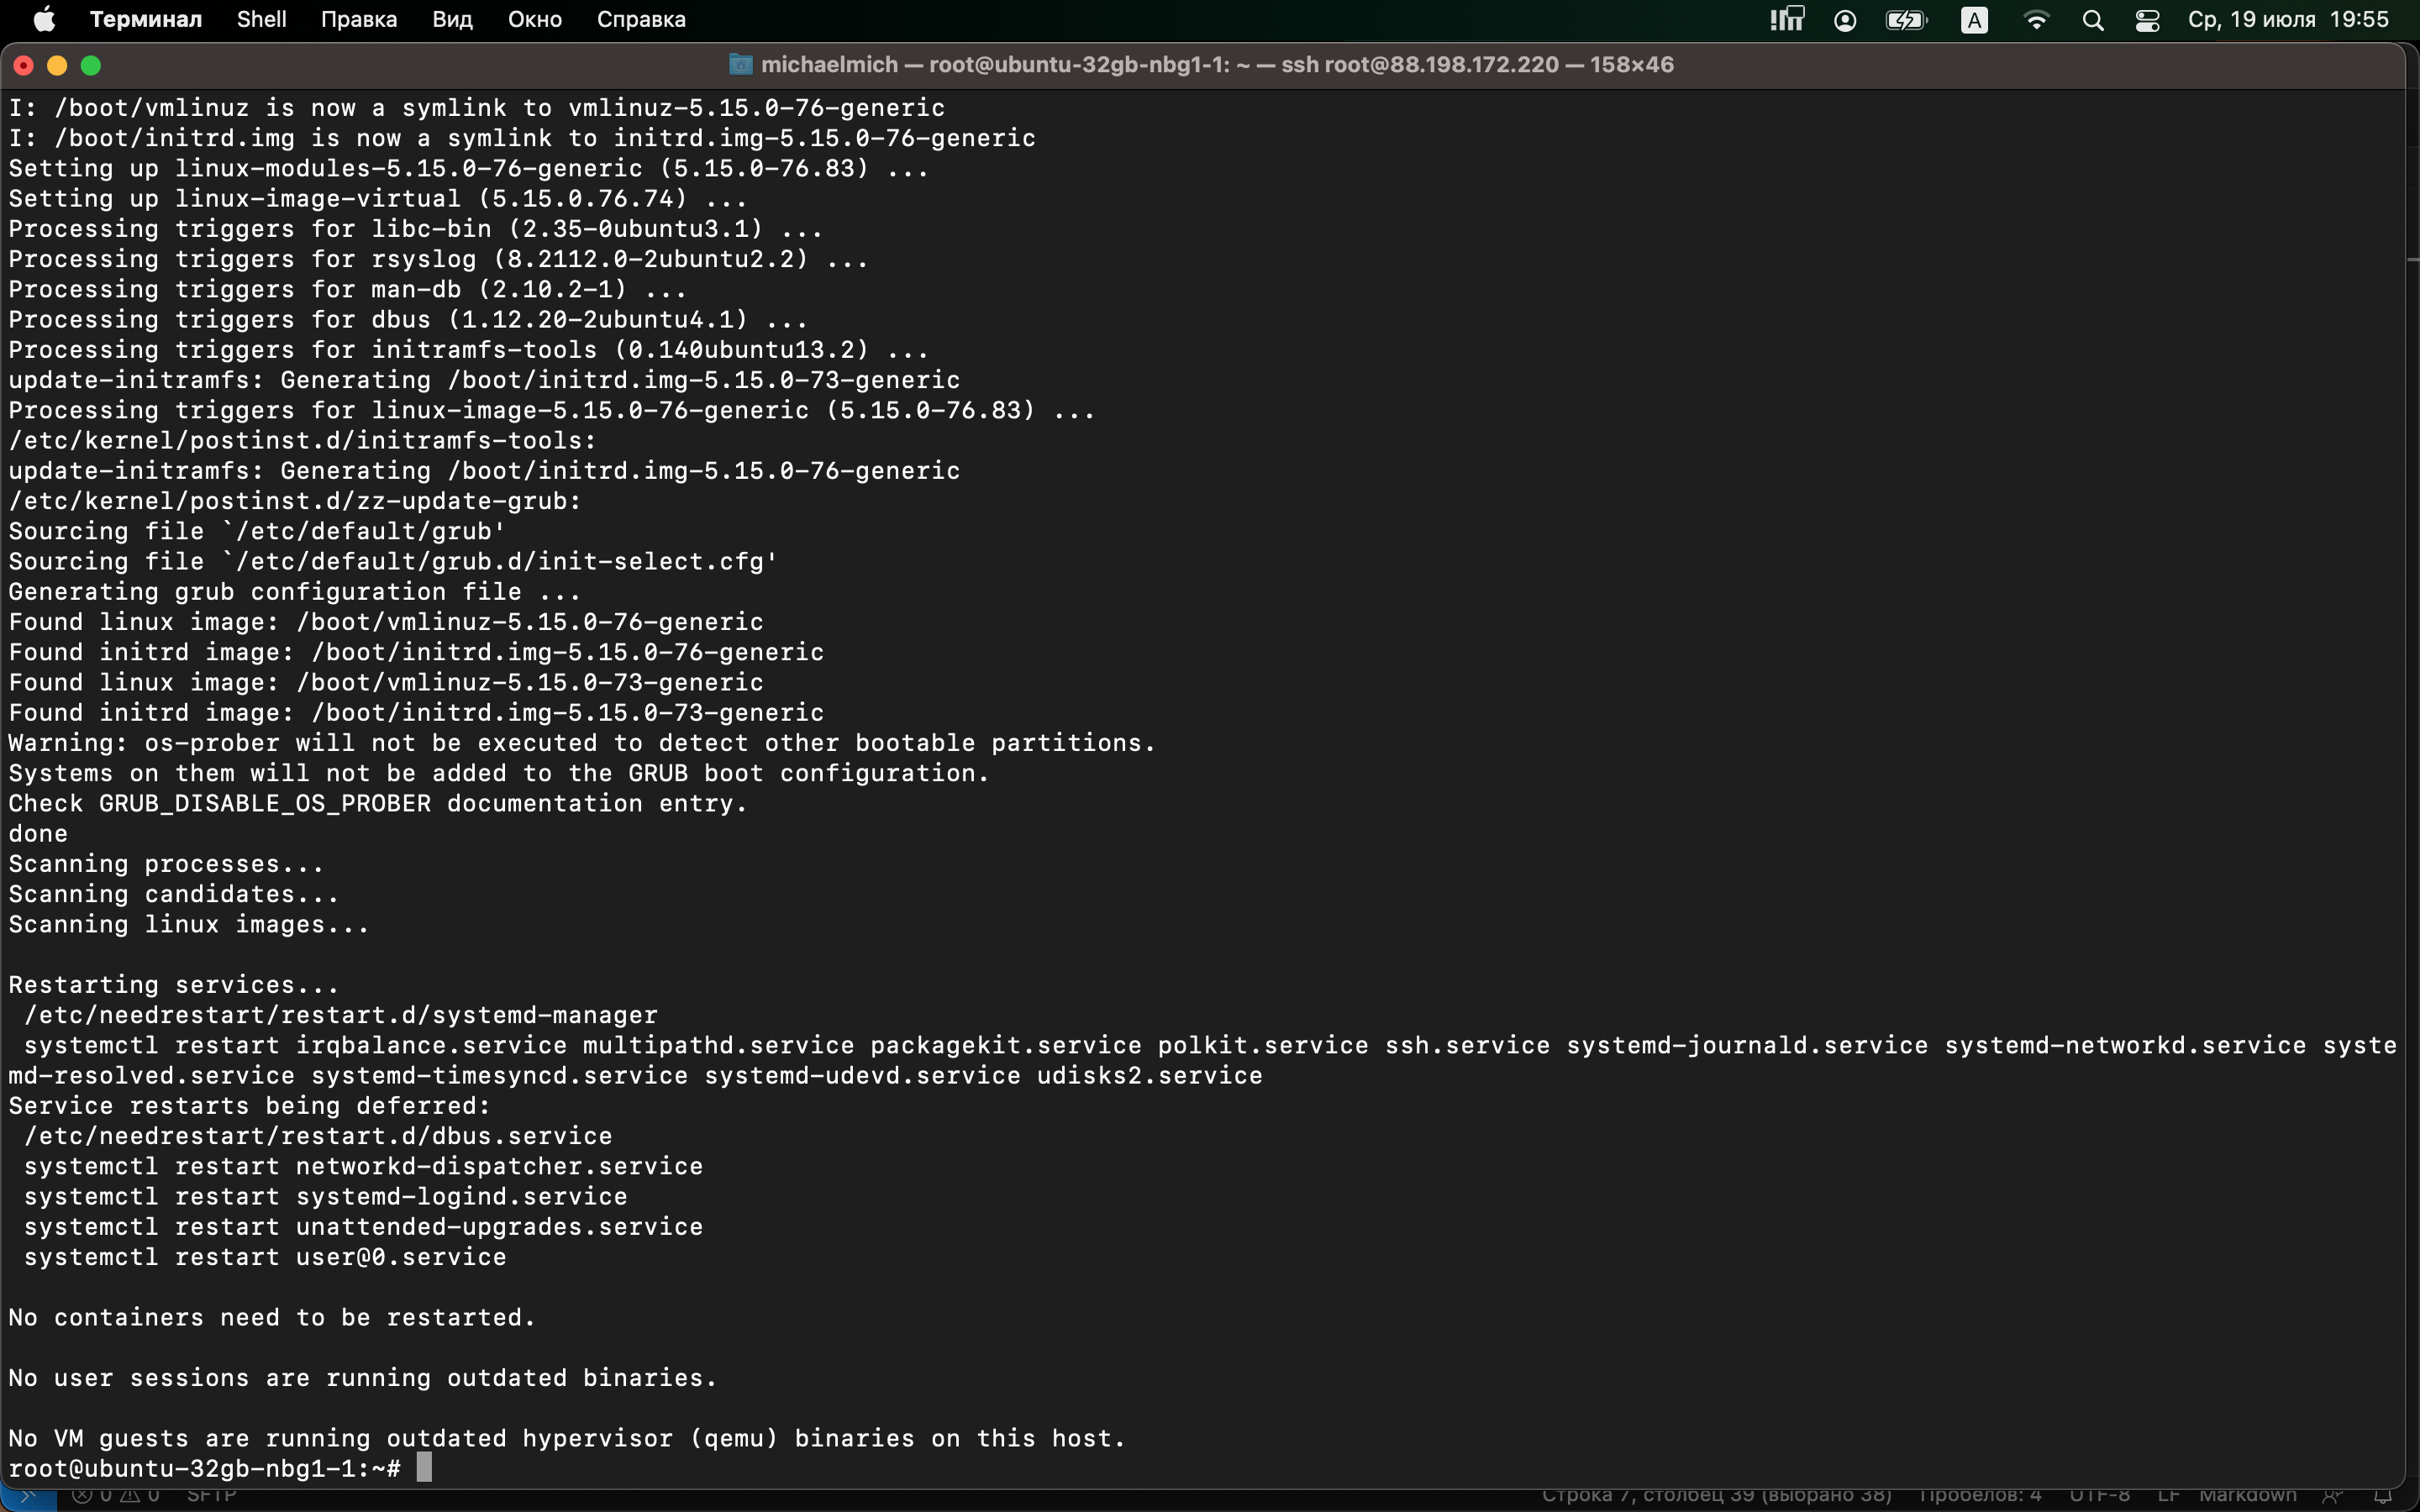 Терминал Shell Правка Вид Окно Справка A Ср, 19 июля 19:55
michaelmich — root@ubuntu-32gb-nbg1-1: ~ — ssh root@88.198.172.220 — 158×46
I: /boot/vmlinuz is now a symlink to vmlinuz-5.15.0-76-generic
I: /boot/initrd.img is now a symlink to initrd.img-5.15.0-76-generic
Setting up linux-modules-5.15.0-76-generic (5.15.0-76.83) ...
Setting up linux-image-virtual (5.15.0.76.74) ...
Processing triggers for libc-bin (2.35-0ubuntu3.1) ...
Processing triggers for rsyslog (8.2112.0-2ubuntu2.2) ...
Processing triggers for man-db (2.10.2-1) ...
Processing triggers for dbus (1.12.20-2ubuntu4.1) ...
Processing triggers for initramfs-tools (0.140ubuntu13.2) ...
update-initramfs: Generating /boot/initrd.img-5.15.0-73-generic
Processing triggers for linux-image-5.15.0-76-generic (5.15.0-76.83) ...
/etc/kernel/postinst.d/initramfs-tools:
update-initramfs: Generating /boot/initrd.img-5.15.0-76-generic
/etc/kernel/postinst.d/zz-update-grub:
Sourcing file `/etc/default/grub'
Sourcing file `/etc/default/grub.d/init-select.cfg'
Generating grub configuration file ...
Found linux image: /boot/vmlinuz-5.15.0-76-generic
Found initrd image: /boot/initrd.img-5.15.0-76-generic
Found linux image: /boot/vmlinuz-5.15.0-73-generic
Found initrd image: /boot/initrd.img-5.15.0-73-generic
Warning: os-prober will not be executed to detect other bootable partitions.
Systems on them will not be added to the GRUB boot configuration.
Check GRUB_DISABLE_OS_PROBER documentation entry.
done
Scanning processes...
Scanning candidates...
Scanning linux images...
Restarting services...
/etc/needrestart/restart.d/systemd-manager
systemctl restart irqbalance.service multipathd.service packagekit.service polkit.service ssh.service systemd-journald.service systemd-networkd.service syste
md-resolved.service systemd-timesyncd.service systemd-udevd.service udisks2.service
Service restarts being deferred:
/etc/needrestart/restart.d/dbus.service
systemctl restart networkd-dispatcher.service
systemctl restart systemd-logind.service
systemctl restart unattended-upgrades.service
systemctl restart user@0.service
No containers need to be restarted.
No user sessions are running outdated binaries.
No VM guests are running outdated hypervisor (qemu) binaries on this host.
root@ubuntu-32gb-nbg1-1:~#
0 0 SFTP Строка 7, столбец 39 (выбрано 38) Пробелов: 4 UTF-8 LF Markdown